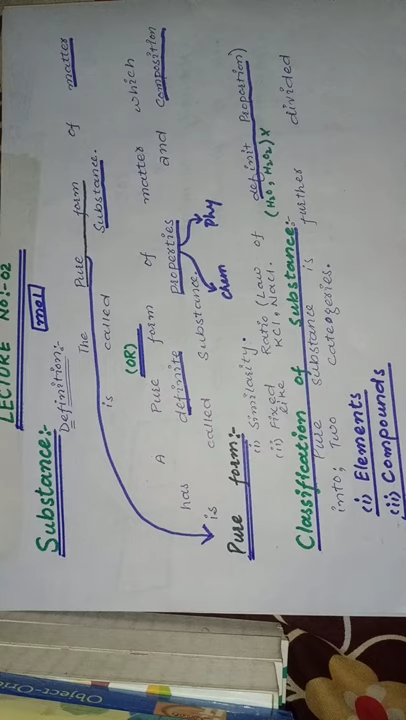 LECTURE NO:-02
Substance:-
mol
Definition:-
The Pure form of matter
is called Substance.
(OR)
A Pure form of matter which
has definite properties and Composition
is called Substance.
phy
chem
Pure form:-
(i) Similarity.
(ii) Fixed Ratio (Law of definit Proportion)
like KCl, NaCl. (H₂O, H₂O₂) x
Classification of Substance:-
Pure Substance is further divided
into; Two categeries.
(i) Elements
(ii) Compounds
Object-Orie